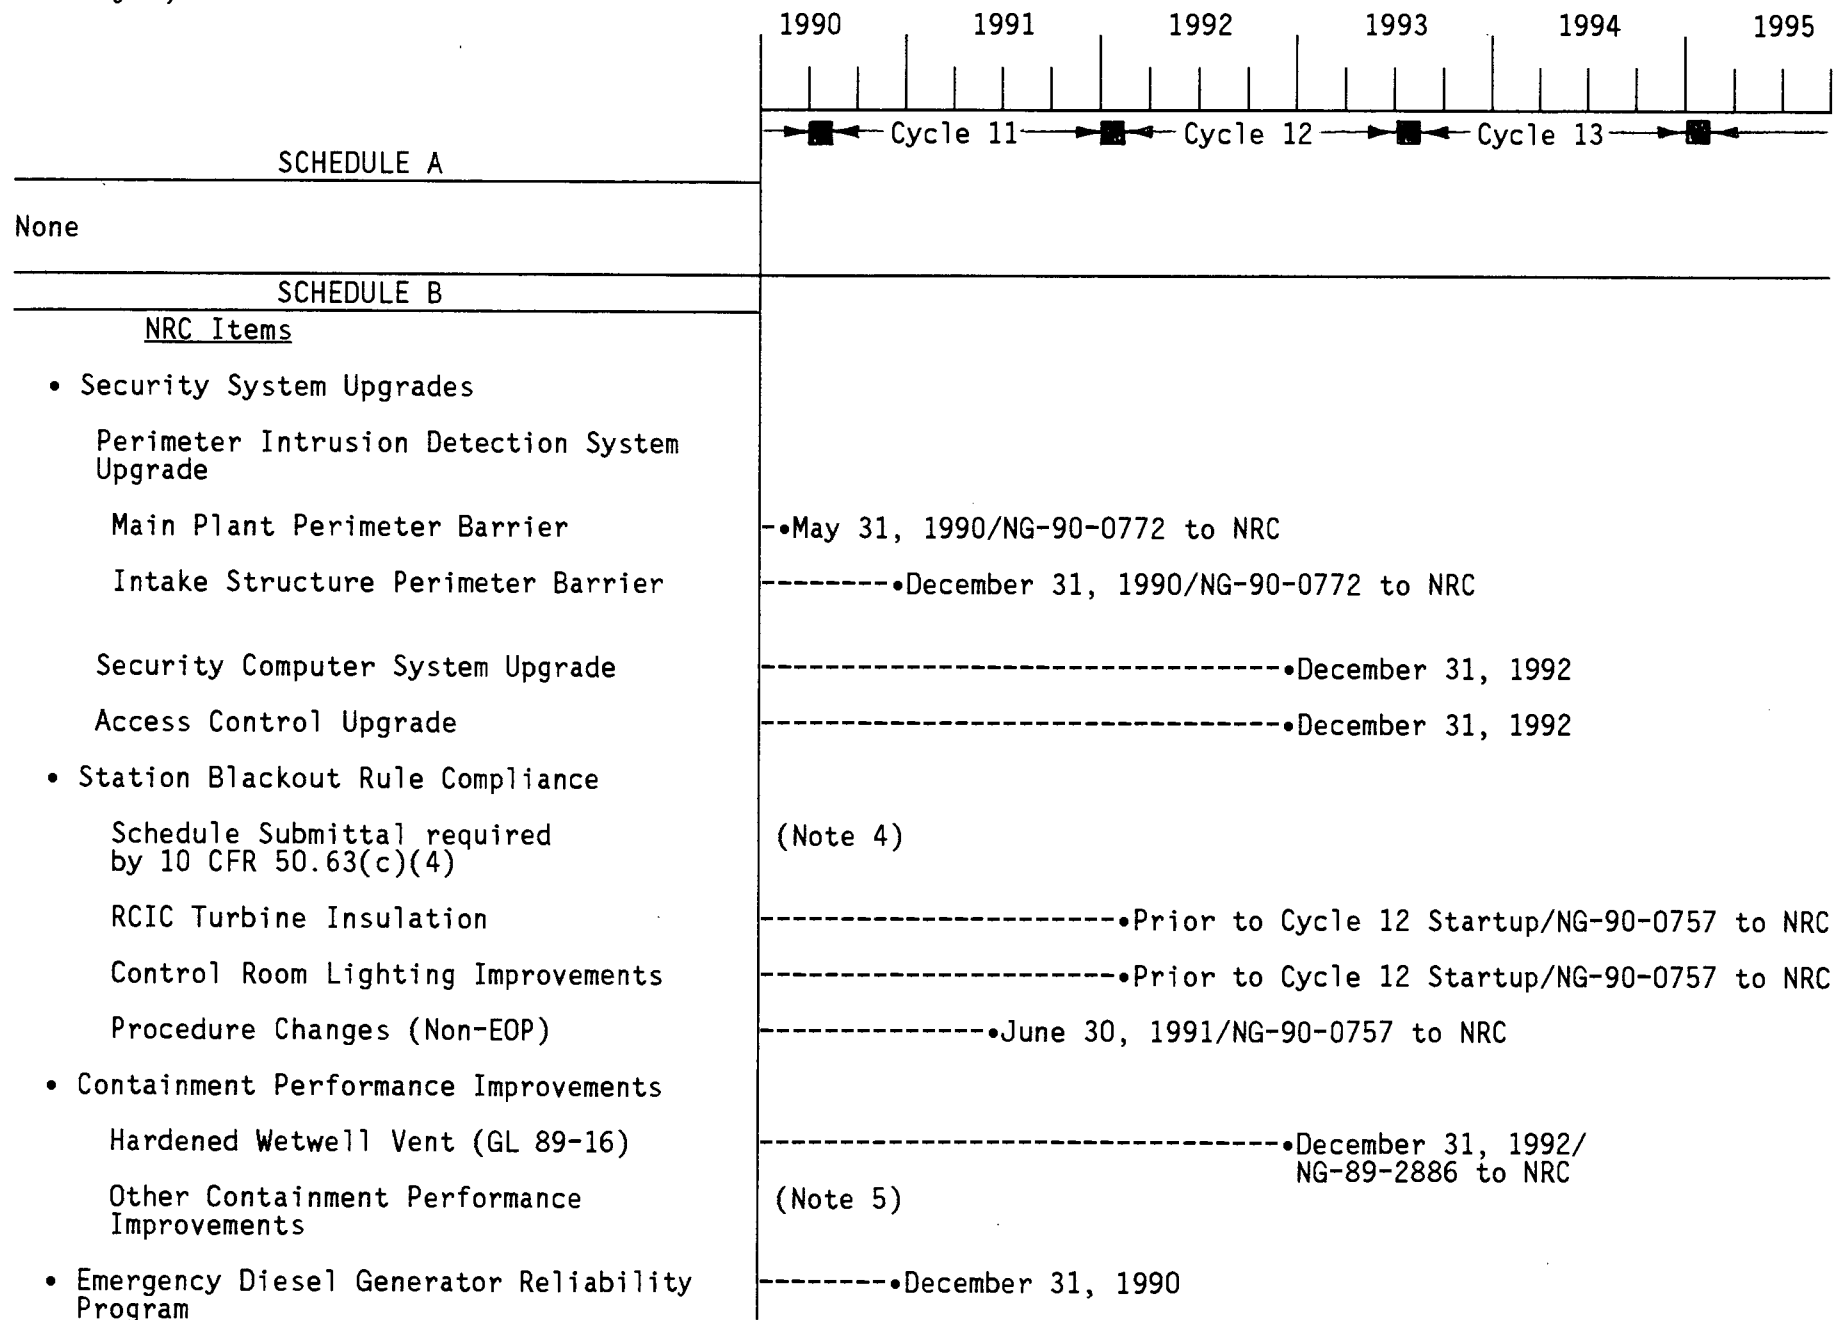 1990 1991 1992 1993 1994 1995
Cycle 11 Cycle 12 Cycle 13
SCHEDULE A
None
SCHEDULE B
NRC Items
• Security System Upgrades
Perimeter Intrusion Detection System
Upgrade
Main Plant Perimeter Barrier •May 31, 1990/NG-90-0772 to NRC
Intake Structure Perimeter Barrier •December 31, 1990/NG-90-0772 to NRC
Security Computer System Upgrade •December 31, 1992
Access Control Upgrade •December 31, 1992
• Station Blackout Rule Compliance
Schedule Submittal required (Note 4)
by 10 CFR 50.63(c)(4)
RCIC Turbine Insulation •Prior to Cycle 12 Startup/NG-90-0757 to NRC
Control Room Lighting Improvements •Prior to Cycle 12 Startup/NG-90-0757 to NRC
Procedure Changes (Non-EOP) •June 30, 1991/NG-90-0757 to NRC
• Containment Performance Improvements
Hardened Wetwell Vent (GL 89-16) •December 31, 1992/
NG-89-2886 to NRC
Other Containment Performance (Note 5)
Improvements
• Emergency Diesel Generator Reliability •December 31, 1990
Program